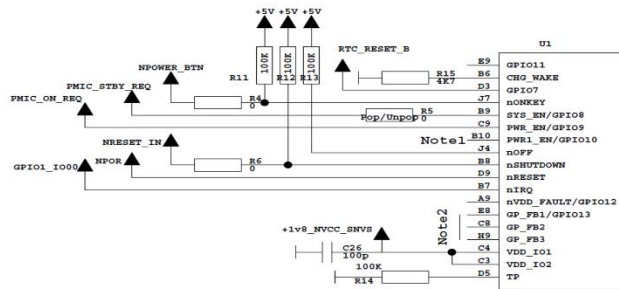 +5V +5V +5V
U1
RTC_RESET_B
E9 GPIO11
NPOWER_BTN
R11 100K R12 100K R13 100K
R15 4K7 B6 CHG_WAKE
PMIC_STBY_REQ
D3 GPIO7
PMIC_ON_REQ
R4 0
J7 nONKEY
R5 0 Pop/Unpop
B9 SYS_EN/GPIO8
C9 PWR_EN/GPIO9
Note1 B10 PWR1_EN/GPIO10
NRESET_IN
J4 nOFF
GPIO1_IO00 NPOR
R6 0
B8 nSHUTDOWN
D9 nRESET
B7 nIRQ
A9 nVDD_FAULT/GPIO12
Note2
E8 GP_FB1/GPIO13
+1v8_NVCC_SNVS
C8 GP_FB2
H9 GP_FB3
C26 100p
C4 VDD_IO1
C3 VDD_IO2
100K R14
D5 TP